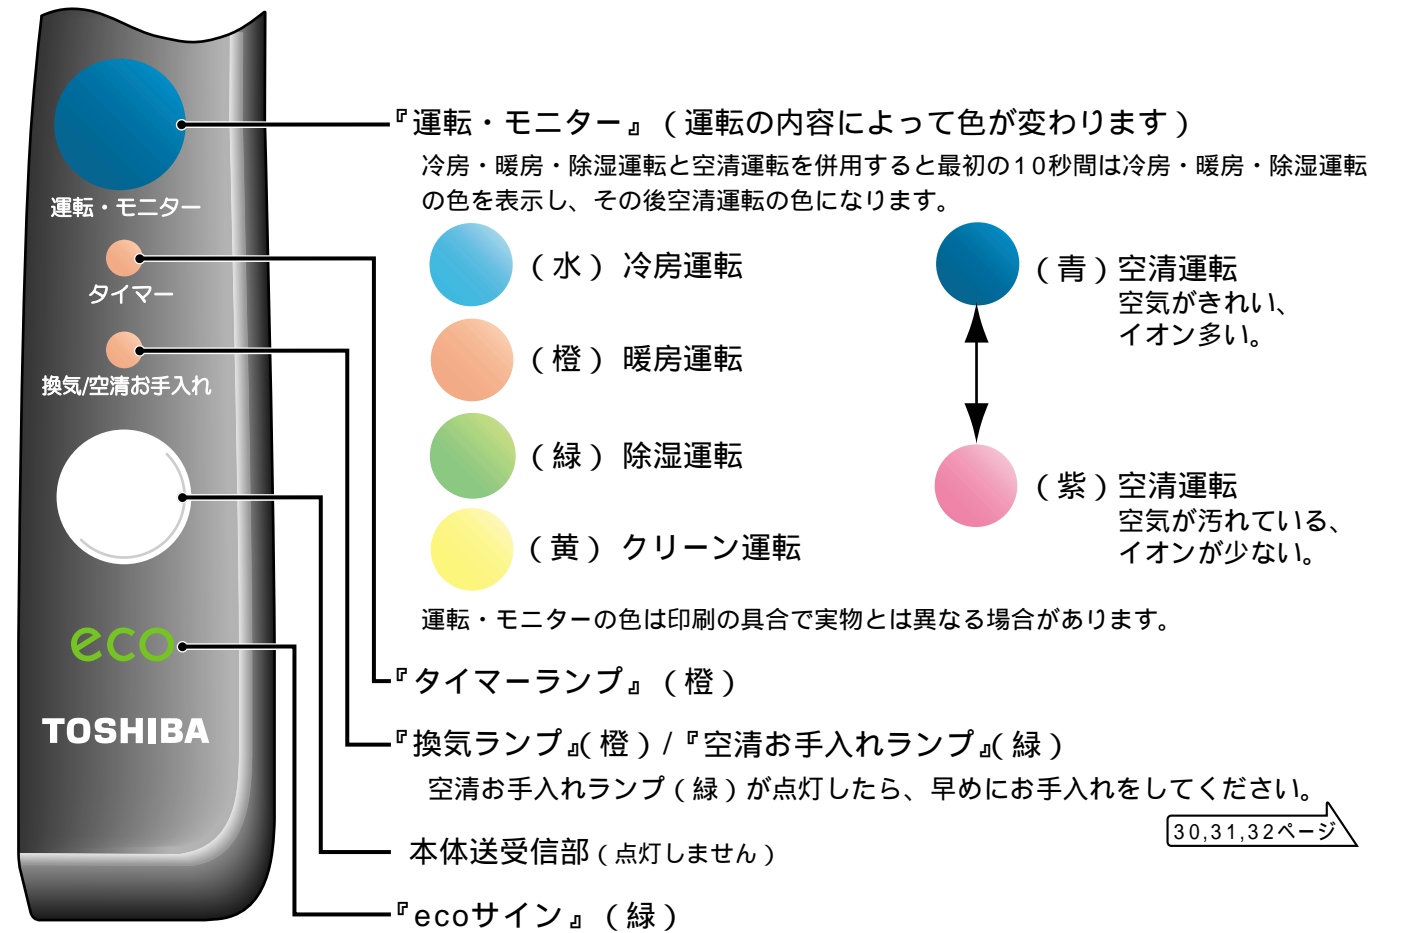 『運転・モニター』（運転の内容によって色が変わります）
冷房・暖房・除湿運転と空清運転を併用すると最初の10秒間は冷房・暖房・除湿運転
の色を表示し、その後空清運転の色になります。
運転・モニター
タイマー
換気/空清お手入れ
eco
TOSHIBA
（水）冷房運転
（橙）暖房運転
（緑）除湿運転
（黄）クリーン運転
（青）空清運転
空気がきれい、
イオン多い。
（紫）空清運転
空気が汚れている、
イオンが少ない。
運転・モニターの色は印刷の具合で実物とは異なる場合があります。
『タイマーランプ』（橙）
『換気ランプ』（橙）/『空清お手入れランプ』（緑）
空清お手入れランプ（緑）が点灯したら、早めにお手入れをしてください。
30,31,32ページ
本体送受信部（点灯しません）
『ecoサイン』（緑）